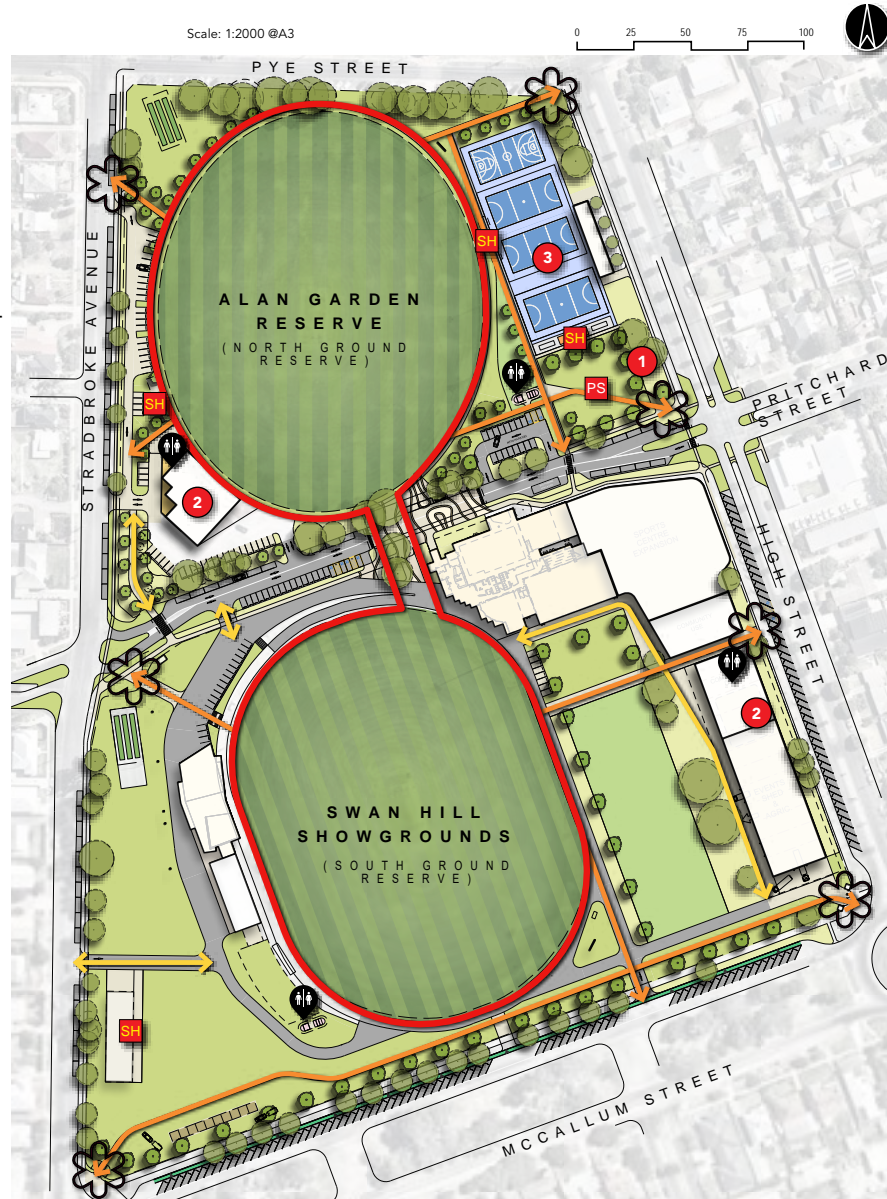 Scale: 1:2000 @A3
0 25 50 75 100
PYE STREET
STRADBROKE AVENUE
ALAN GARDEN
RESERVE
(NORTH GROUND
RESERVE)
SH
3
SH
1
PS
SH
PRITCHARD
STREET
2
HIGH STREET
2
SWAN HILL
SHOWGROUNDS
(SOUTH GROUND
RESERVE)
SH
MCCALLUM STREET